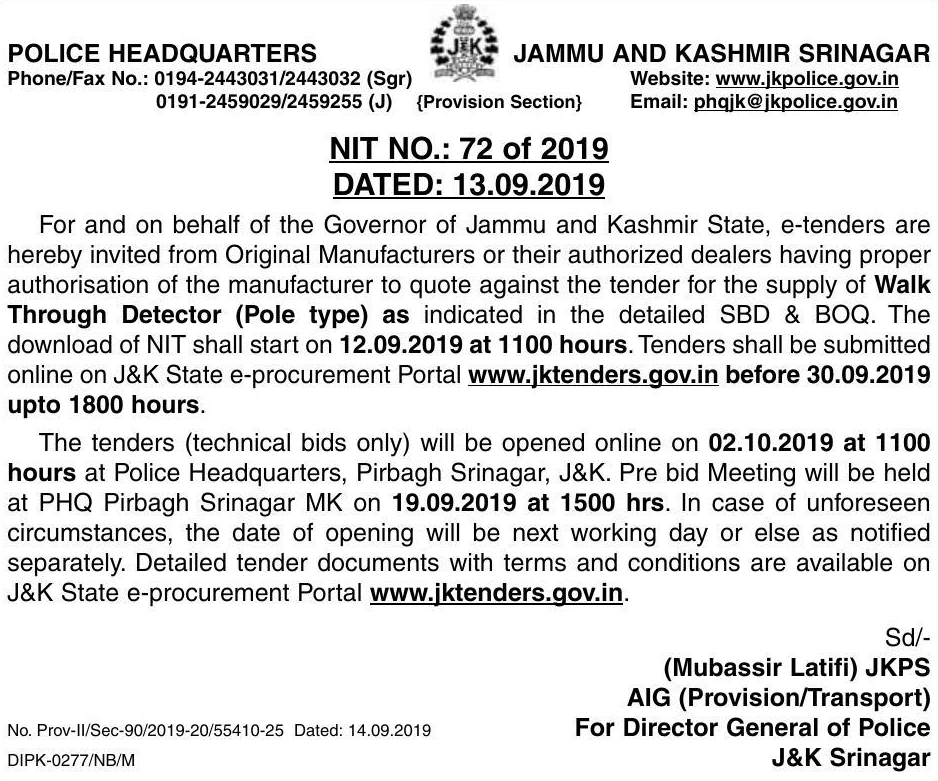 POLICE HEADQUARTERS J&K JAMMU AND KASHMIR SRINAGAR
Phone/Fax No.: 0194-2443031/2443032 (Sgr) Website: www.jkpolice.gov.in
0191-2459029/2459255 (J) {Provision Section} Email: phqjk@jkpolice.gov.in
NIT NO.: 72 of 2019
DATED: 13.09.2019
For and on behalf of the Governor of Jammu and Kashmir State, e-tenders are
hereby invited from Original Manufacturers or their authorized dealers having proper
authorisation of the manufacturer to quote against the tender for the supply of Walk
Through Detector (Pole type) as indicated in the detailed SBD & BOQ. The
download of NIT shall start on 12.09.2019 at 1100 hours. Tenders shall be submitted
online on J&K State e-procurement Portal www.jktenders.gov.in before 30.09.2019
upto 1800 hours.
The tenders (technical bids only) will be opened online on 02.10.2019 at 1100
hours at Police Headquarters, Pirbagh Srinagar, J&K. Pre bid Meeting will be held
at PHQ Pirbagh Srinagar MK on 19.09.2019 at 1500 hrs. In case of unforeseen
circumstances, the date of opening will be next working day or else as notified
separately. Detailed tender documents with terms and conditions are available on
J&K State e-procurement Portal www.jktenders.gov.in.
Sd/-
(Mubassir Latifi) JKPS
AIG (Provision/Transport)
No. Prov-II/Sec-90/2019-20/55410-25 Dated: 14.09.2019 For Director General of Police
DIPK-0277/NB/M J&K Srinagar